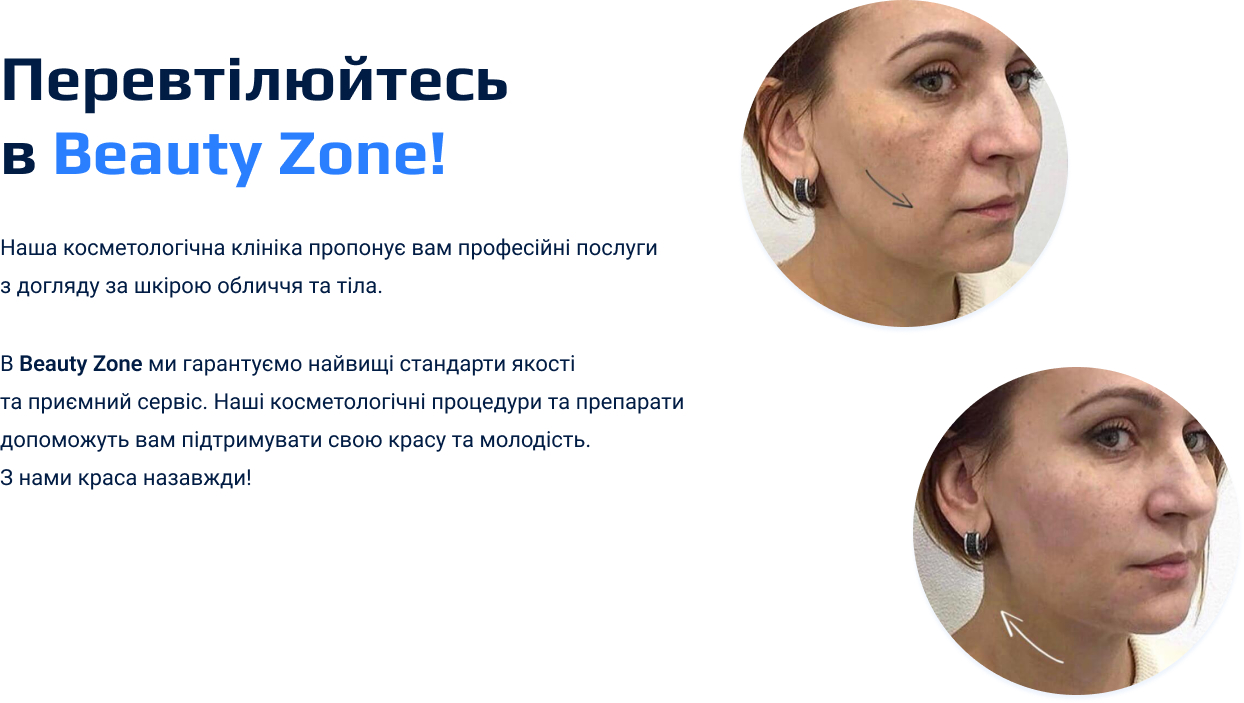 Перевтілюйтесь
в Beauty Zone!
Наша косметологічна клініка пропонує вам професійні послуги
з догляду за шкірою обличчя та тіла.
В Beauty Zone ми гарантуємо найвищі стандарти якості
та приємний сервіс. Наші косметологічні процедури та препарати
допоможуть вам підтримувати свою красу та молодість.
З нами краса назавжди!